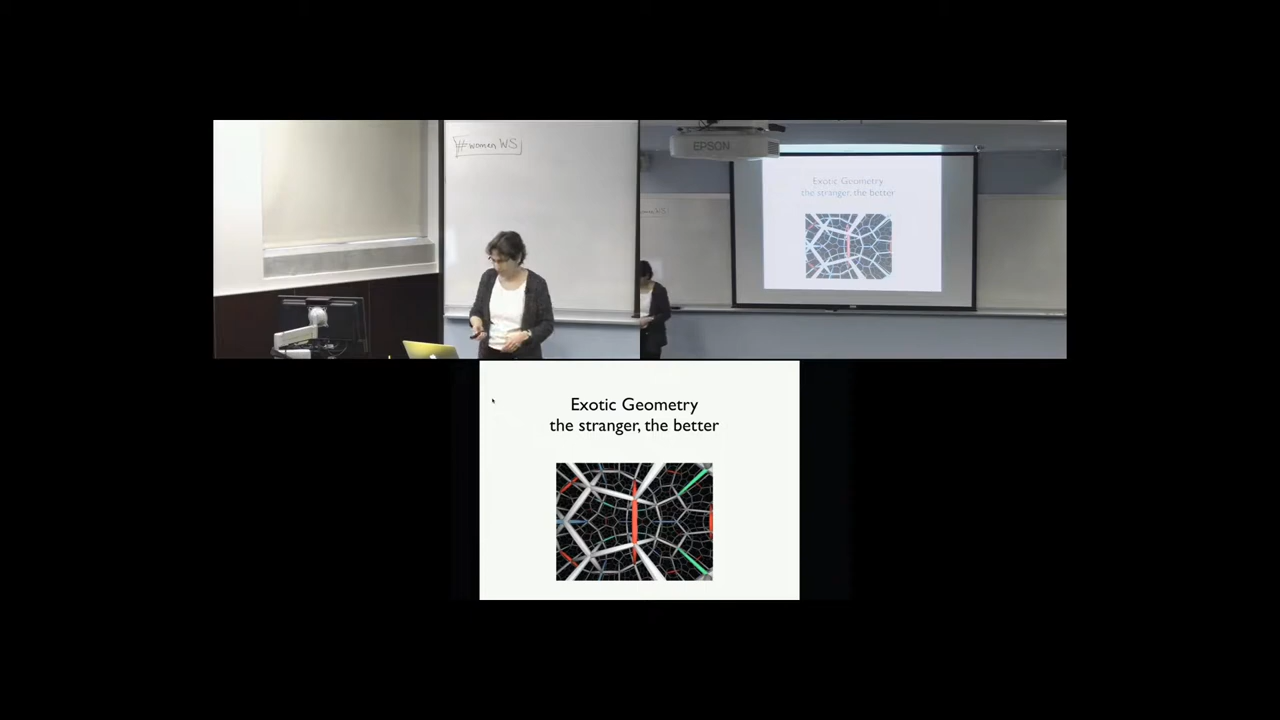 #women WS
EPSON
Exotic Geometry
the stranger, the better
Exotic Geometry
the stranger, the better